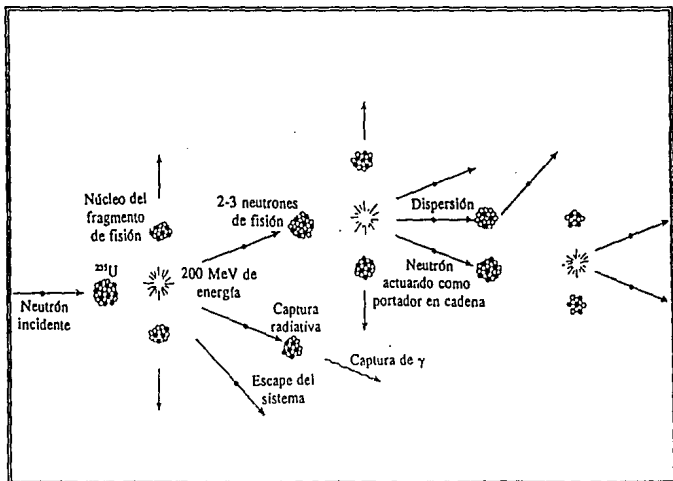 Núcleo del
fragmento
de fisión
²³⁵U
Neutrón
incidente
200 MeV de
energía
2-3 neutrones
de fisión
Captura
radiativa
Escape del
sistema
Captura de γ
Dispersión
Neutrón
actuando como
portador en cadena